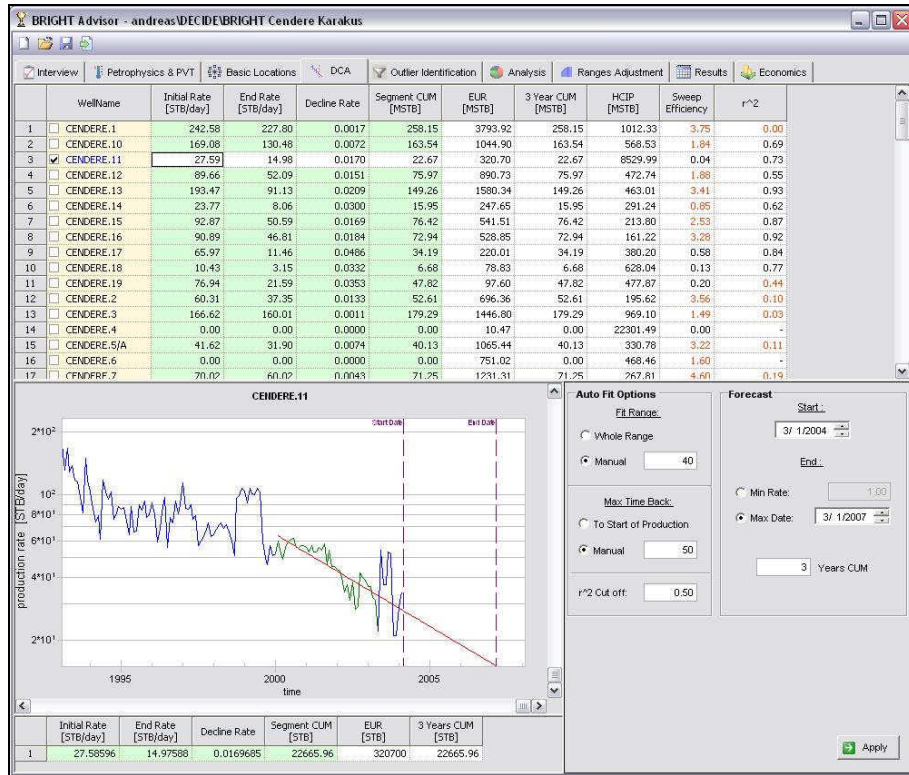 BRIGHT Advisor - andreas\DECIDE\BRIGHT Cendere Karakus
Interview Petrophysics & PVT Basic Locations DCA Outlier Identification Analysis Ranges Adjustment Results Economics
WellName Initial Rate [STB/day] End Rate [STB/day] Decline Rate Segment CUM [MSTB] EUR [MSTB] 3 Year CUM [MSTB] HCIP [MSTB] Sweep Efficiency r^2
1 CENDERE.1 242.58 227.80 0.0017 258.15 3793.92 258.15 1012.33 3.75 0.00
2 CENDERE.10 169.08 130.48 0.0072 163.54 1044.90 163.54 568.53 1.84 0.69
3 CENDERE.11 27.59 14.98 0.0170 22.67 320.70 22.67 8529.99 0.04 0.73
4 CENDERE.12 89.66 52.09 0.0151 75.97 890.73 75.97 472.74 1.88 0.55
5 CENDERE.13 193.47 91.13 0.0209 149.26 1580.34 149.26 463.01 3.41 0.93
6 CENDERE.14 23.77 8.06 0.0300 15.95 247.65 15.95 291.24 0.85 0.62
7 CENDERE.15 92.87 50.59 0.0169 76.42 541.51 76.42 213.80 2.53 0.87
8 CENDERE.16 90.89 46.81 0.0184 72.94 528.85 72.94 161.22 3.28 0.92
9 CENDERE.17 65.97 11.46 0.0486 34.19 220.01 34.19 380.20 0.58 0.84
10 CENDERE.18 10.43 3.15 0.0332 6.68 78.83 6.68 628.04 0.13 0.77
11 CENDERE.19 76.94 21.59 0.0353 47.82 97.60 47.82 477.87 0.20 0.44
12 CENDERE.2 60.31 37.35 0.0133 52.61 696.36 52.61 195.62 3.56 0.10
13 CENDERE.3 166.62 160.01 0.0011 179.29 1446.80 179.29 969.10 1.49 0.03
14 CENDERE.4 0.00 0.00 0.0000 0.00 10.47 0.00 22301.49 0.00 -
15 CENDERE.5/A 41.62 31.90 0.0074 40.13 1065.44 40.13 330.78 3.22 0.11
16 CENDERE.6 0.00 0.00 0.0000 0.00 751.02 0.00 468.46 1.60 -
17 CENDERE.7 70.02 60.02 0.0043 71.25 1231.31 71.25 267.81 4.60 0.19
CENDERE.11
Start Date End Date
production rate [STB/day]
2*10²
10²
8*10¹
6*10¹
4*10¹
2*10¹
1995 2000 2005
time
Auto Fit Options
Fit Range:
Whole Range
Manual 40
Max Time Back:
To Start of Production
Manual 50
r^2 Cut off: 0.50
Forecast
Start :
3/ 1/2004
End :
Min Rate: 1.00
Max Date: 3/ 1/2007
3 Years CUM
Initial Rate [STB/day] End Rate [STB/day] Decline Rate Segment CUM [STB] EUR [STB] 3 Years CUM [STB]
1 27.58596 14.97588 0.0169685 22665.96 320700 22665.96
Apply